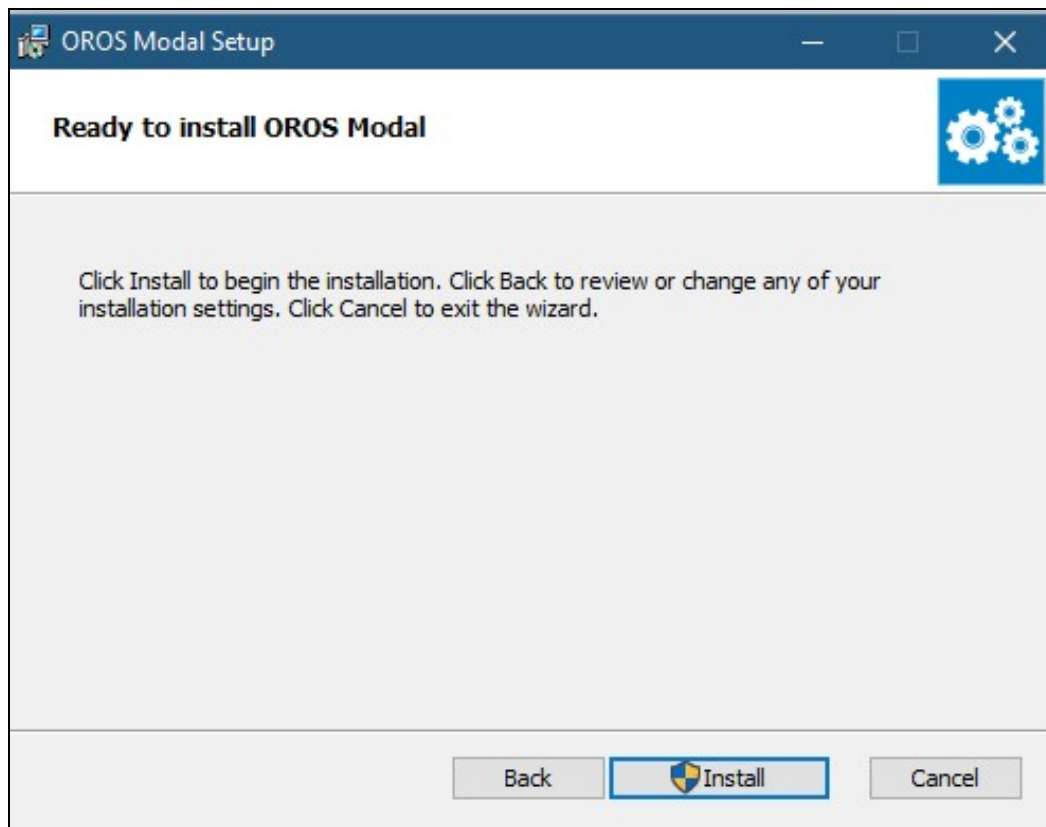 OROS Modal Setup
Ready to install OROS Modal
Click Install to begin the installation. Click Back to review or change any of your
installation settings. Click Cancel to exit the wizard.
Back
Install
Cancel